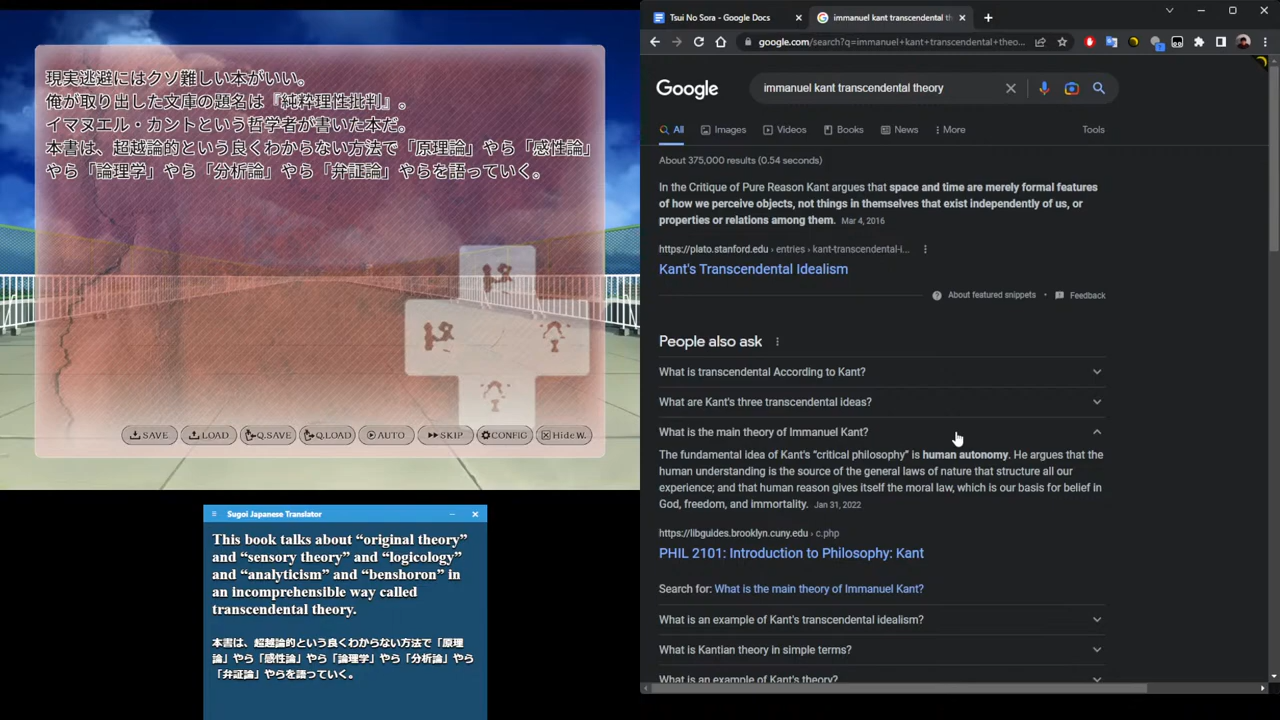 現実逃避にはクソ難しい本がいい。
俺が取り出した文庫の題名は『純粋理性批判』。
イマヌエル・カントという哲学者が書いた本だ。
本書は、超越論的という良くわからない方法で「原理論」やら「感性論」
やら「論理学」やら「分析論」やら「弁証論」やらを語っていく。
SAVE
LOAD
Q.SAVE
Q.LOAD
AUTO
SKIP
CONFIG
Hide W.
Sugoi Japanese Translator
This book talks about “original theory”
and “sensory theory” and “logicology”
and “analyticism” and “benshoron” in
an incomprehensible way called
transcendental theory.
本書は、超越論的という良くわからない方法で「原理
論」やら「感性論」やら「論理学」やら「分析論」やら
「弁証論」やらを語っていく。
Tsui No Sora - Google Docs
immanuel kant transcendental th
google.com/search?q=immanuel+kant+transcendental+theo...
Google
immanuel kant transcendental theory
All
Images
Videos
Books
News
More
Tools
About 375,000 results (0.54 seconds)
In the Critique of Pure Reason Kant argues that space and time are merely formal features
of how we perceive objects, not things in themselves that exist independently of us, or
properties or relations among them. Mar 4, 2016
https://plato.stanford.edu › entries › kant-transcendental-i...
Kant's Transcendental Idealism
About featured snippets
Feedback
People also ask
What is transcendental According to Kant?
What are Kant's three transcendental ideas?
What is the main theory of Immanuel Kant?
The fundamental idea of Kant's “critical philosophy” is human autonomy. He argues that the
human understanding is the source of the general laws of nature that structure all our
experience; and that human reason gives itself the moral law, which is our basis for belief in
God, freedom, and immortality. Jan 31, 2022
https://libguides.brooklyn.cuny.edu › c.php
PHIL 2101: Introduction to Philosophy: Kant
Search for: What is the main theory of Immanuel Kant?
What is an example of Kant's transcendental idealism?
What is Kantian theory in simple terms?
What is an example of Kant's theory?